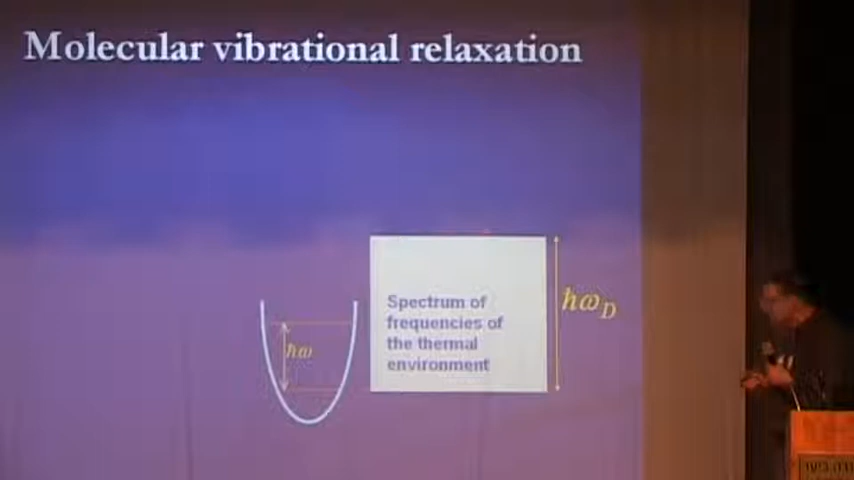 Molecular vibrational relaxation
Spectrum of
frequencies of
the thermal
environment
ħω
ħω_D